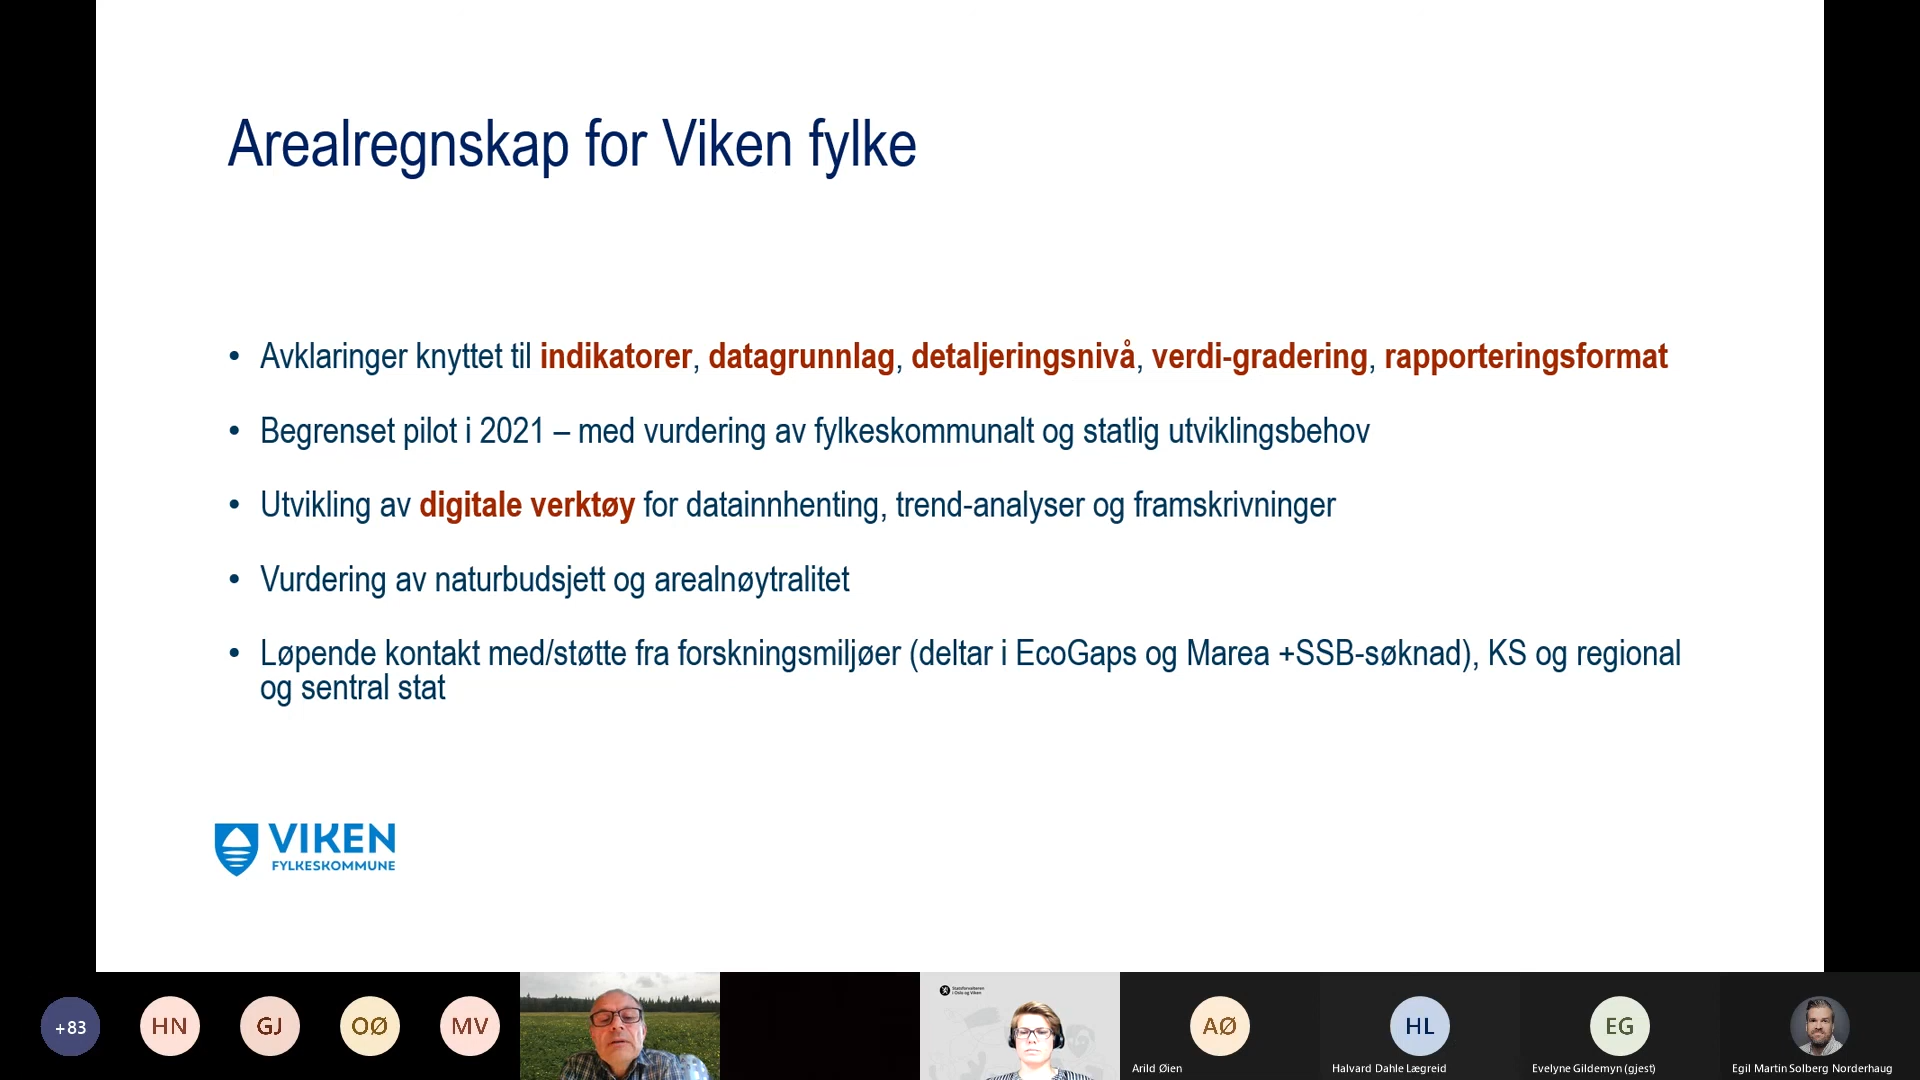 Arealregnskap for Viken fylke
• Avklaringer knyttet til indikatorer, datagrunnlag, detaljeringsnivå, verdi-gradering, rapporteringsformat
• Begrenset pilot i 2021 – med vurdering av fylkeskommunalt og statlig utviklingsbehov
• Utvikling av digitale verktøy for datainnhenting, trend-analyser og framskrivninger
• Vurdering av naturbudsjett og arealnøytralitet
• Løpende kontakt med/støtte fra forskningsmiljøer (deltar i EcoGaps og Marea +SSB-søknad), KS og regional
og sentral stat
VIKEN
FYLKESKOMMUNE
+83
HN
GJ
OØ
MV
Statsforvalteren
i Oslo og Viken
AØ
Arild Øien
HL
Halvard Dahle Lægreid
EG
Evelyne Gildemyn (gjest)
Egil Martin Solberg Norderhaug